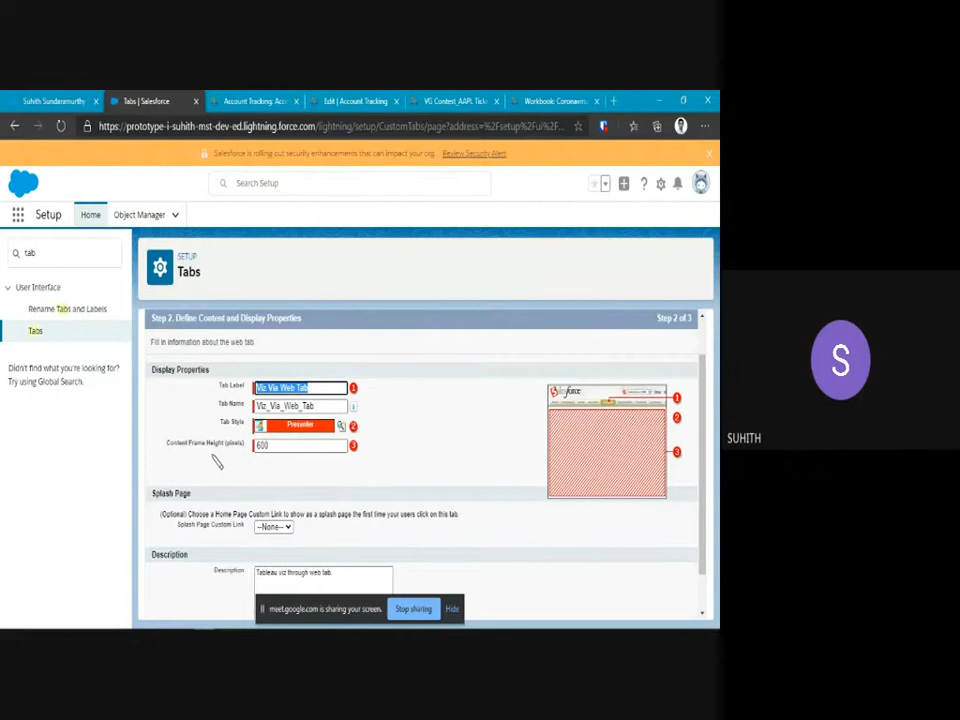 Suhith Sundaramurthy
Tabs | Salesforce
Account Tracking: Acc
Edit | Account Tracking
VG Contest_AAPL Tick
Workbook: Coronavirus
https://prototype-i-suhith-mst-dev-ed.lightning.force.com/lightning/setup/CustomTabs/page?address=%2Fsetup%2Fui%2F...
Salesforce is rolling out security enhancements that can impact your org. Review Security Alert
Search Setup
Setup
Home
Object Manager
tab
User Interface
Rename Tabs and Labels
Tabs
Didn't find what you're looking for?
Try using Global Search.
SETUP
Tabs
Step 2. Define Content and Display Properties
Step 2 of 3
Fill in information about the web tab.
Display Properties
Tab Label
Viz Via Web Tab
1
Tab Name
Viz_Via_Web_Tab
i
Tab Style
Presenter
2
Content Frame Height (pixels)
600
3
1
2
3
Splash Page
(Optional) Choose a Home Page Custom Link to show as a splash page the first time your users click on this tab.
Splash Page Custom Link
--None--
Description
Description
Tableau viz through web tab.
meet.google.com is sharing your screen.
Stop sharing
Hide
S
SUHITH